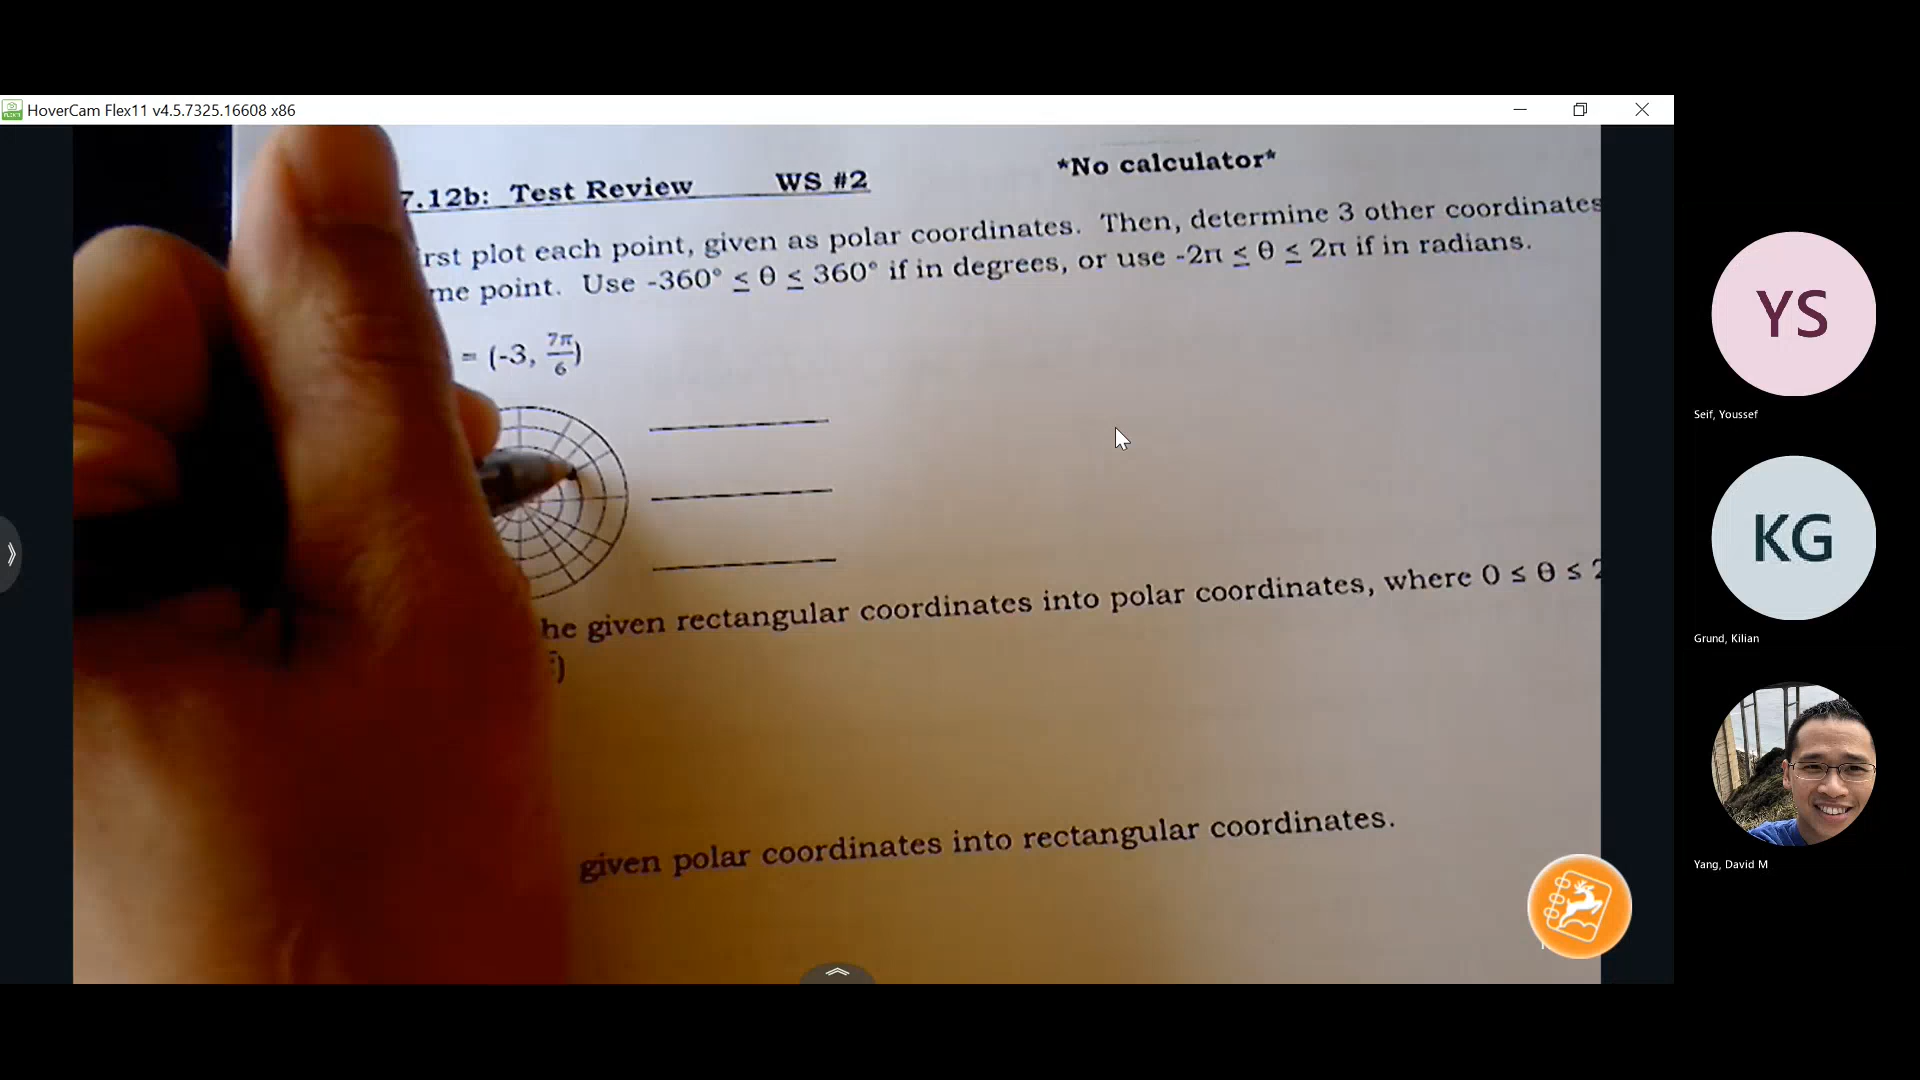 HoverCam Flex11 v4.5.7325.16608 x86
7.12b: Test Review WS #2
*No calculator*
rst plot each point, given as polar coordinates. Then, determine 3 other coordinates
me point. Use -360° ≤ θ ≤ 360° if in degrees, or use -2π ≤ θ ≤ 2π if in radians.
= (-3, 7π/6)
he given rectangular coordinates into polar coordinates, where 0 ≤ θ ≤ 2
)
given polar coordinates into rectangular coordinates.
YS
Seif, Youssef
KG
Grund, Kilian
Yang, David M